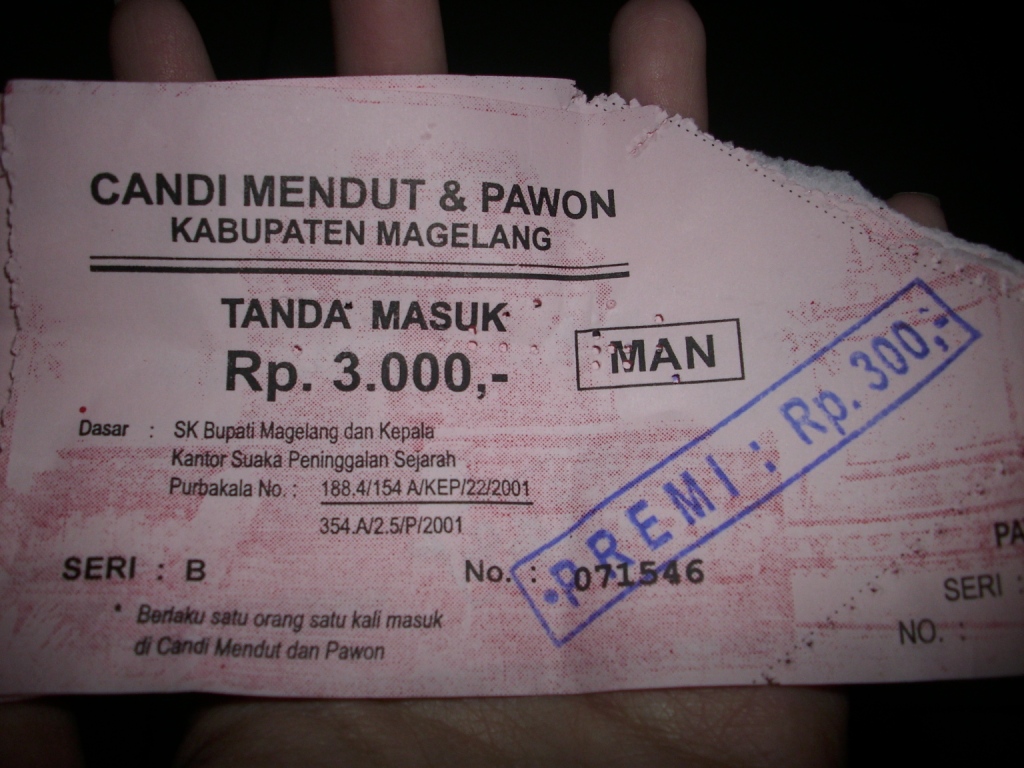 CANDI MENDUT & PAWON
KABUPATEN MAGELANG
TANDA MASUK
Rp. 3.000,-
MAN
Dasar : SK Bupati Magelang dan Kepala
Kantor Suaka Peninggalan Sejarah
Purbakala No. : 188.4/154 A/KEP/22/2001
354.A/2.5/P/2001
PREMI : Rp. 300,-
SERI : B
No. : 071546
* Berlaku satu orang satu kali masuk
di Candi Mendut dan Pawon
PA
SERI :
NO. :